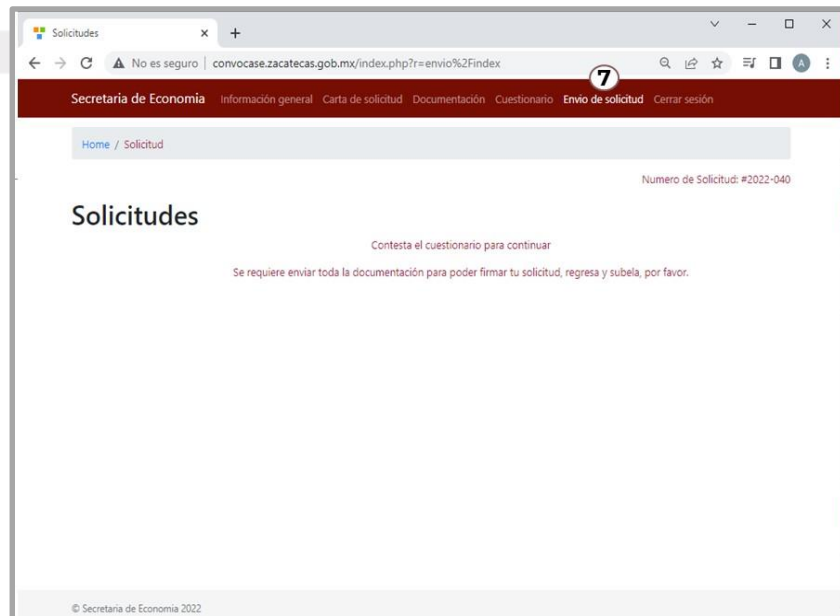 Solicitudes
No es seguro | convocase.zacatecas.gob.mx/index.php?r=envio%2Findex
A
7
Secretaria de Economia Información general Carta de solicitud Documentación Cuestionario Envio de solicitud Cerrar sesión
Home / Solicitud
Numero de Solicitud: #2022-040
Solicitudes
Contesta el cuestionario para continuar
Se requiere enviar toda la documentación para poder firmar tu solicitud, regresa y subela, por favor.
© Secretaria de Economia 2022